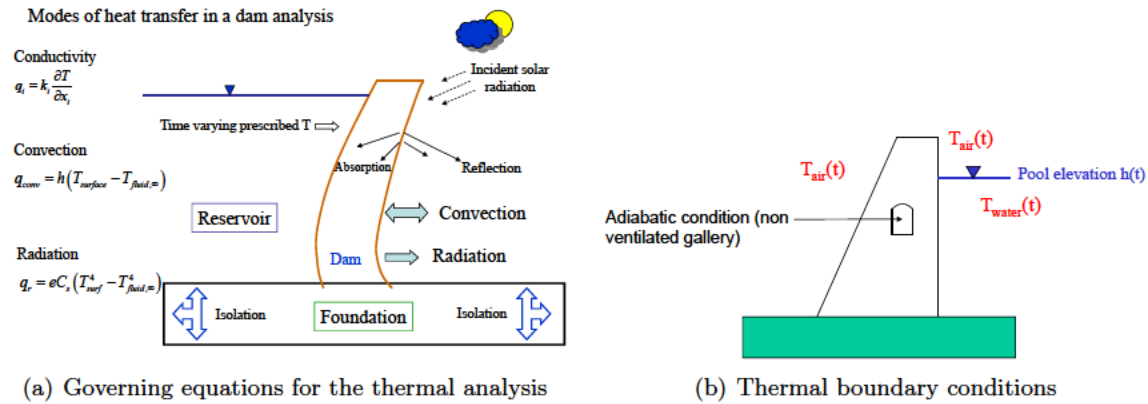 Modes of heat transfer in a dam analysis
Conductivity
q_i = k_i ∂T/∂x_i
Incident solar
radiation
Time varying prescribed T
Convection
q_conv = h(T_surface − T_fluid,∞)
Absorption
Reflection
Reservoir
Convection
Radiation
q_r = eC_s(T⁴_surf − T⁴_fluid,∞)
Dam
Radiation
Isolation
Foundation
Isolation
(a) Governing equations for the thermal analysis
T_air(t)
T_air(t)
Pool elevation h(t)
T_water(t)
Adiabatic condition (non
ventilated gallery)
(b) Thermal boundary conditions